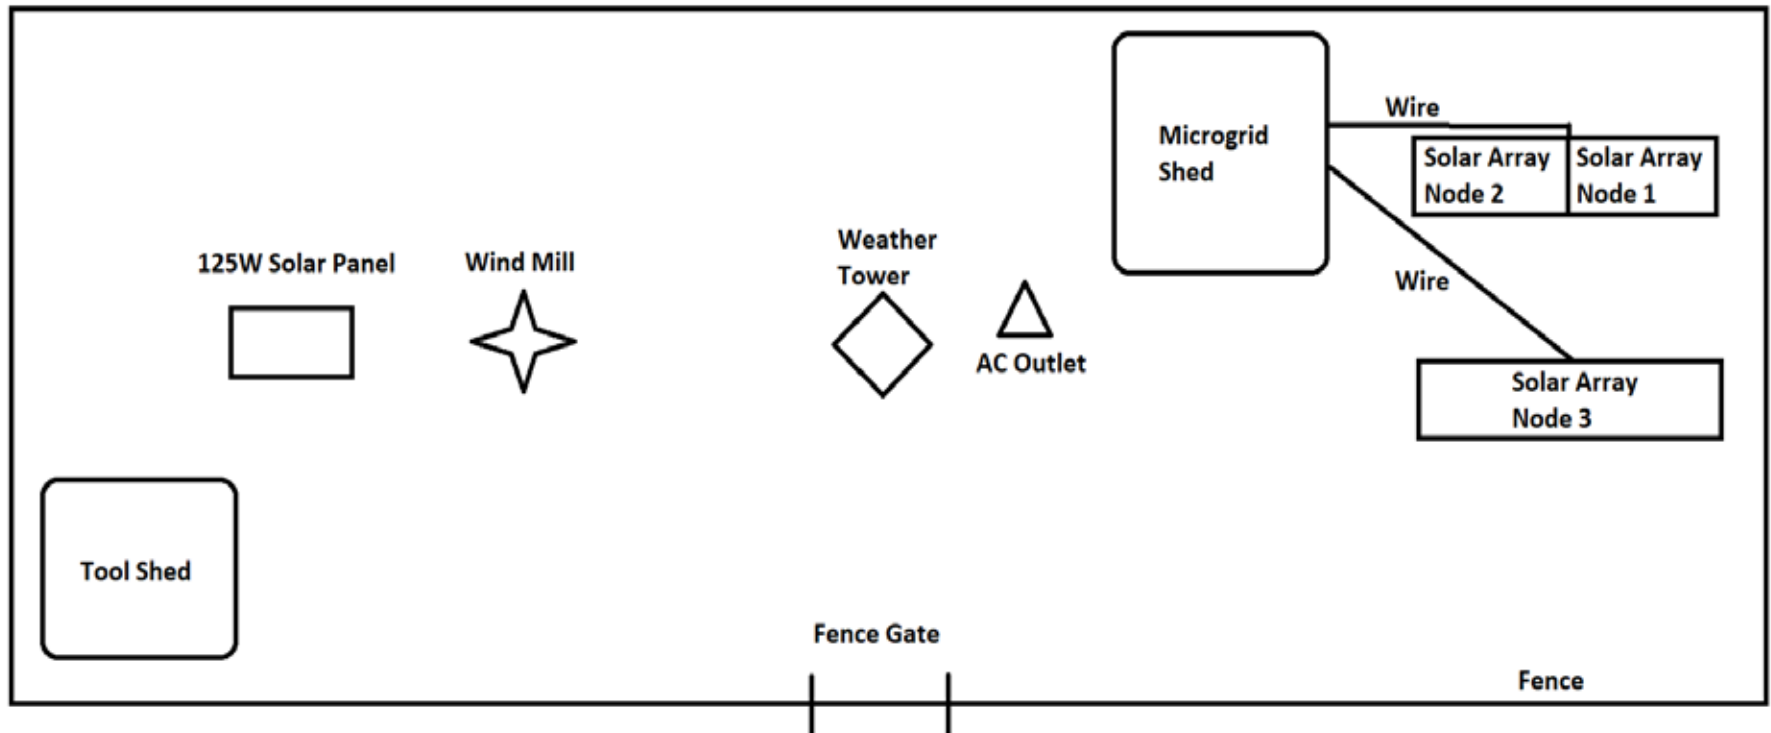 Wire
Microgrid
Shed
Solar Array
Node 2
Solar Array
Node 1
Weather
Tower
125W Solar Panel
Wind Mill
Wire
AC Outlet
Solar Array
Node 3
Tool Shed
Fence Gate
Fence